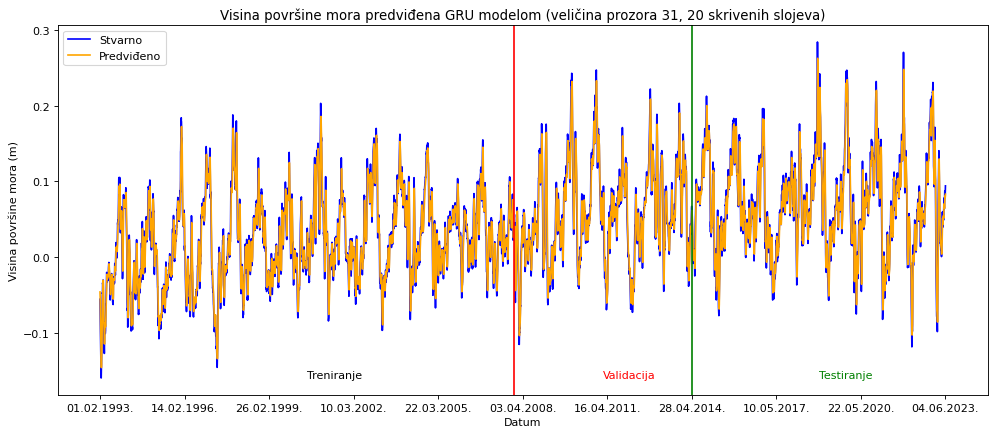 Visina površine mora predviđena GRU modelom (veličina prozora 31, 20 skrivenih slojeva)
Stvarno
Predviđeno
Visina površine mora (m)
0.3
0.2
0.1
0.0
−0.1
Treniranje
Validacija
Testiranje
01.02.1993. 14.02.1996. 26.02.1999. 10.03.2002. 22.03.2005. 03.04.2008. 16.04.2011. 28.04.2014. 10.05.2017. 22.05.2020. 04.06.2023.
Datum